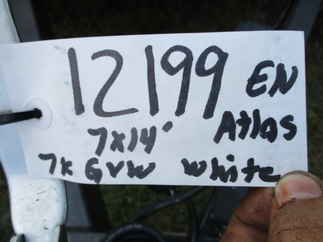 12199 EN
7x14' Atlas
7K GVW White